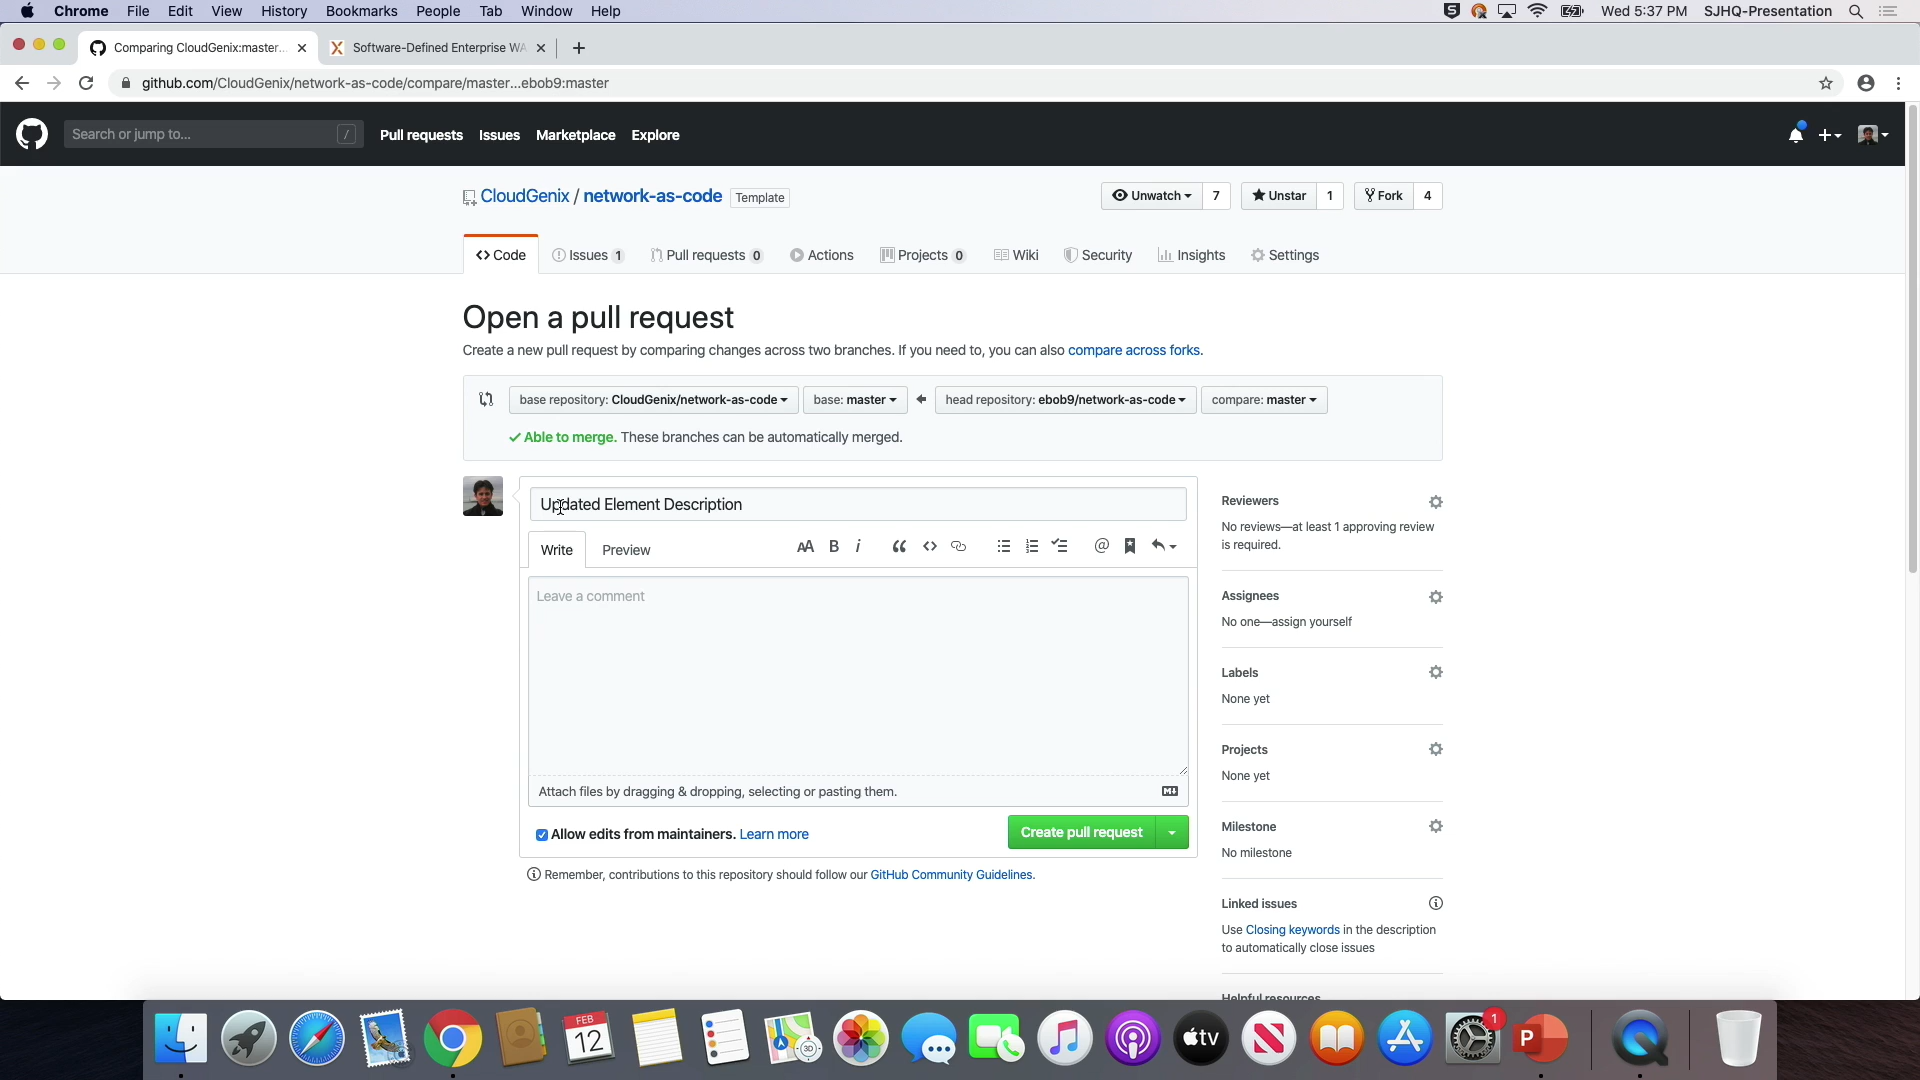 Chrome File Edit View History Bookmarks People Tab Window Help Wed 5:37 PM SJHQ-Presentation
Comparing CloudGenix:master... Software-Defined Enterprise WA
github.com/CloudGenix/network-as-code/compare/master...ebob9:master
Search or jump to... / Pull requests Issues Marketplace Explore
CloudGenix / network-as-code Template Unwatch 7 Unstar 1 Fork 4
Code Issues 1 Pull requests 0 Actions Projects 0 Wiki Security Insights Settings
Open a pull request
Create a new pull request by comparing changes across two branches. If you need to, you can also compare across forks.
base repository: CloudGenix/network-as-code base: master head repository: ebob9/network-as-code compare: master
Able to merge. These branches can be automatically merged.
Updated Element Description
Write Preview AA B i @
Leave a comment
Attach files by dragging & dropping, selecting or pasting them.
Allow edits from maintainers. Learn more Create pull request
Remember, contributions to this repository should follow our GitHub Community Guidelines.
Reviewers
No reviews—at least 1 approving review
is required.
Assignees
No one—assign yourself
Labels
None yet
Projects
None yet
Milestone
No milestone
Linked issues
Use Closing keywords in the description
to automatically close issues
Helpful resources
FEB
12
3D
tv
1
P